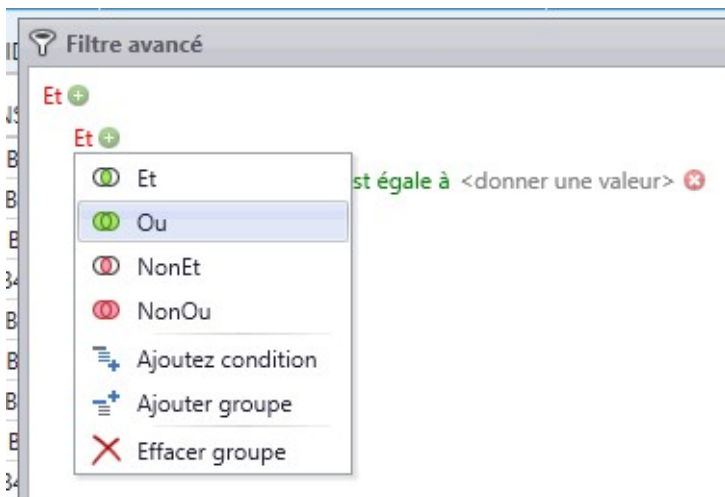 Filtre avancé
Et
Et
Et
st égale à <donner une valeur>
Ou
NonEt
NonOu
Ajoutez condition
Ajouter groupe
Effacer groupe